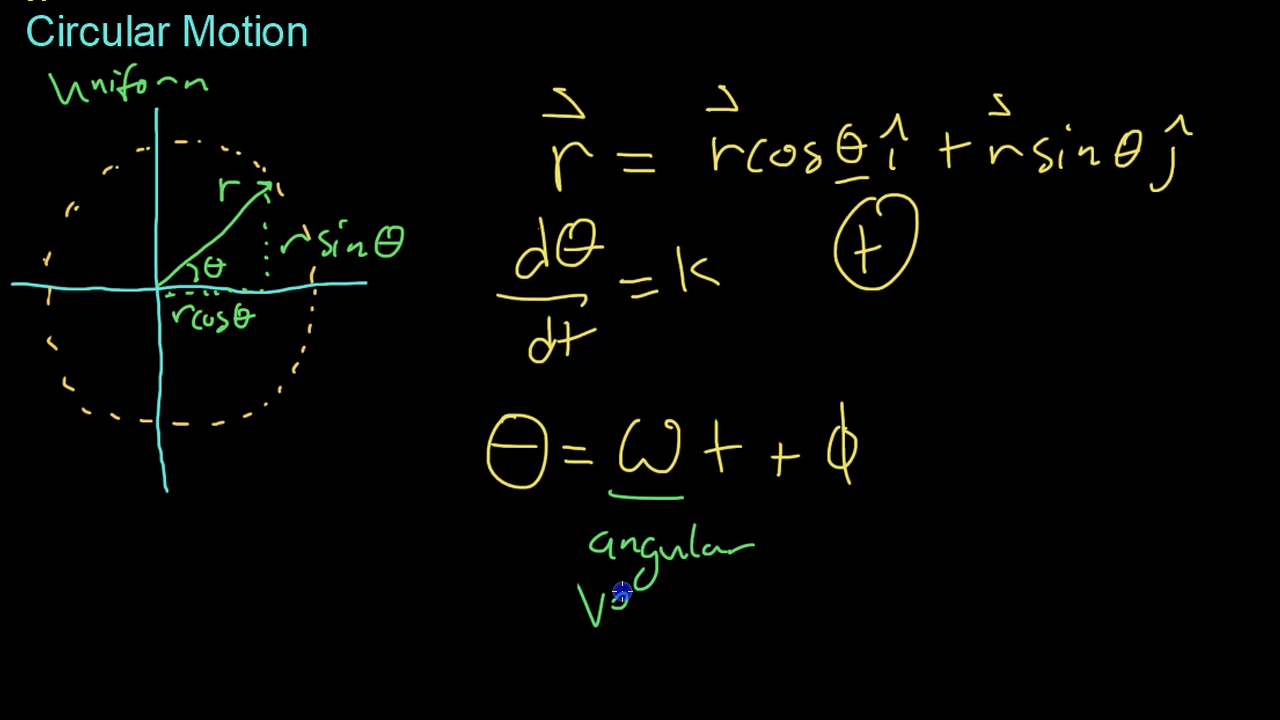 Circular Motion
uniform
r
r sin θ
θ
r cos θ
r⃗ = r⃗ cos θ î + r⃗ sin θ ĵ
t
dθ/dt = k
θ = ω t + ϕ
angular